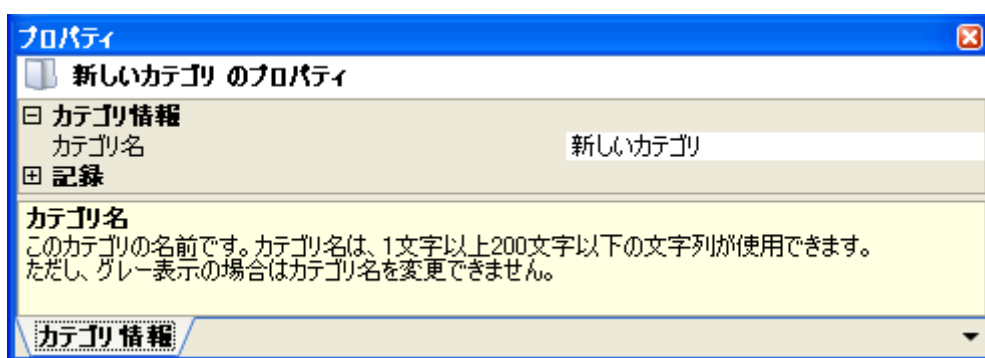 プロパティ
新しいカテゴリ のプロパティ
カテゴリ情報
カテゴリ名 新しいカテゴリ
記録
カテゴリ名
このカテゴリの名前です。カテゴリ名は、1文字以上200文字以下の文字列が使用できます。
ただし、グレー表示の場合はカテゴリ名を変更できません。
カテゴリ情報